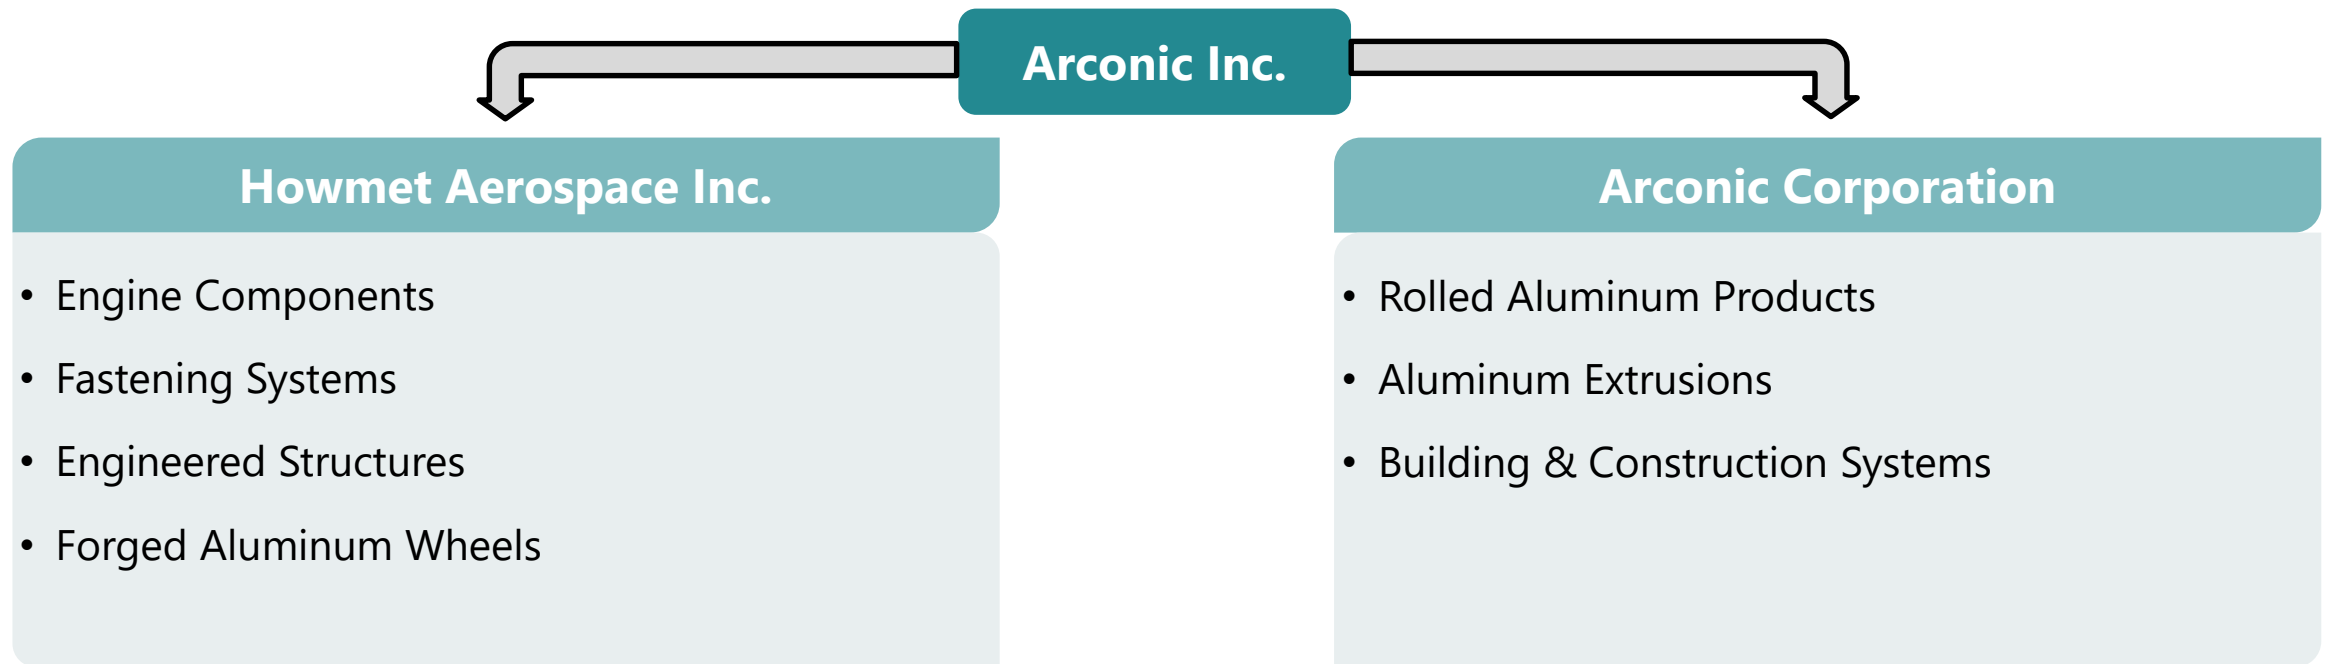 Arconic Inc.
Howmet Aerospace Inc.
• Engine Components
• Fastening Systems
• Engineered Structures
• Forged Aluminum Wheels
Arconic Corporation
• Rolled Aluminum Products
• Aluminum Extrusions
• Building & Construction Systems